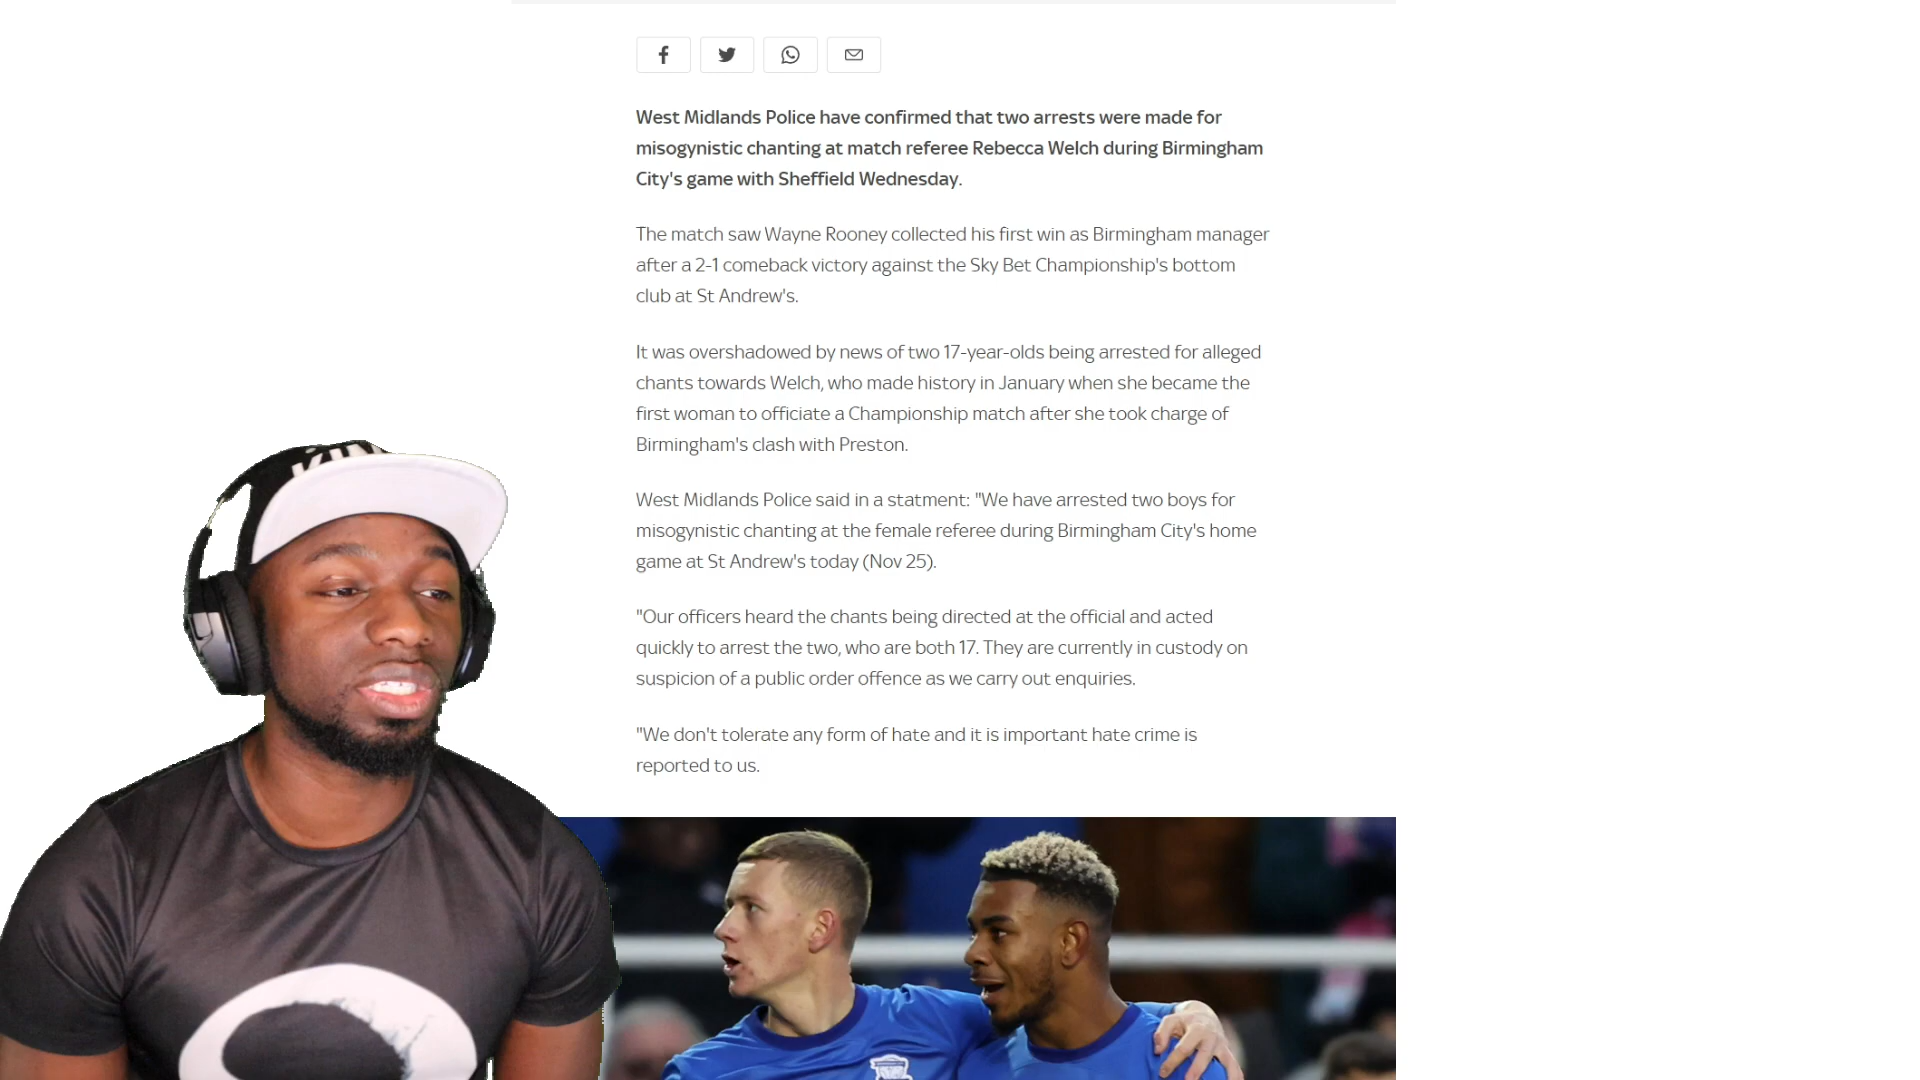 West Midlands Police have confirmed that two arrests were made for
misogynistic chanting at match referee Rebecca Welch during Birmingham
City's game with Sheffield Wednesday.
The match saw Wayne Rooney collected his first win as Birmingham manager
after a 2-1 comeback victory against the Sky Bet Championship's bottom
club at St Andrew's.
It was overshadowed by news of two 17-year-olds being arrested for alleged
chants towards Welch, who made history in January when she became the
first woman to officiate a Championship match after she took charge of
Birmingham's clash with Preston.
West Midlands Police said in a statment: "We have arrested two boys for
misogynistic chanting at the female referee during Birmingham City's home
game at St Andrew's today (Nov 25).
"Our officers heard the chants being directed at the official and acted
quickly to arrest the two, who are both 17. They are currently in custody on
suspicion of a public order offence as we carry out enquiries.
"We don't tolerate any form of hate and it is important hate crime is
reported to us.